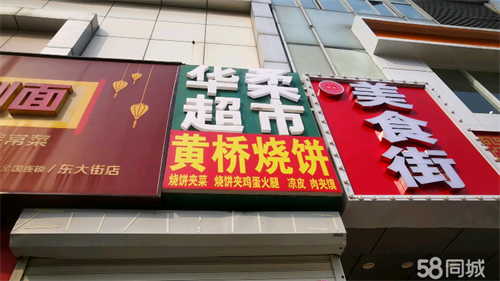 面
常菜
全国连锁 / 东大街店
华柔
超市
黄桥烧饼
烧饼夹菜 烧饼夹鸡蛋火腿 凉皮 肉夹馍
美食街
58同城